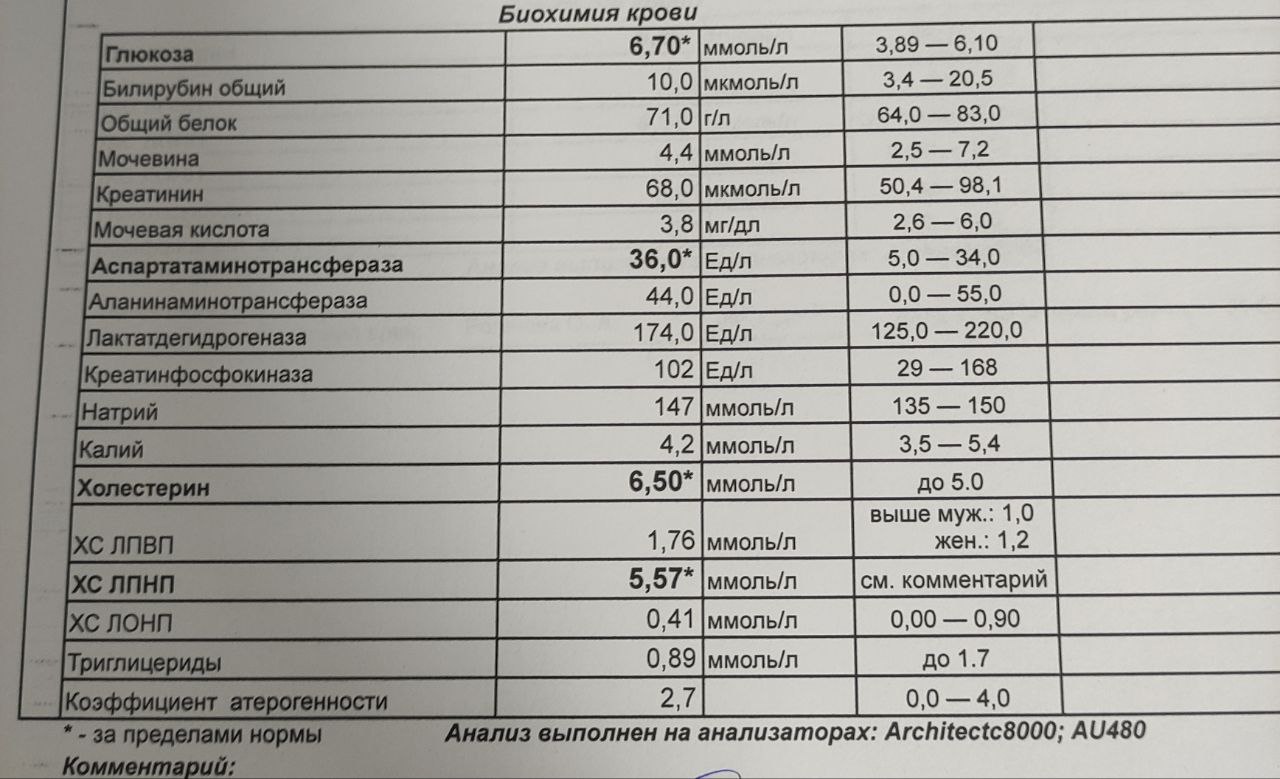 Биохимия крови
Глюкоза 6,70* ммоль/л 3,89 — 6,10
Билирубин общий 10,0 мкмоль/л 3,4 — 20,5
Общий белок 71,0 г/л 64,0 — 83,0
Мочевина 4,4 ммоль/л 2,5 — 7,2
Креатинин 68,0 мкмоль/л 50,4 — 98,1
Мочевая кислота 3,8 мг/дл 2,6 — 6,0
Аспартатаминотрансфераза 36,0* Ед/л 5,0 — 34,0
Аланинаминотрансфераза 44,0 Ед/л 0,0 — 55,0
Лактатдегидрогеназа 174,0 Ед/л 125,0 — 220,0
Креатинфосфокиназа 102 Ед/л 29 — 168
Натрий 147 ммоль/л 135 — 150
Калий 4,2 ммоль/л 3,5 — 5,4
Холестерин 6,50* ммоль/л до 5.0
выше муж.: 1,0
ХС ЛПВП 1,76 ммоль/л жен.: 1,2
ХС ЛПНП 5,57* ммоль/л см. комментарий
ХС ЛОНП 0,41 ммоль/л 0,00 — 0,90
Триглицериды 0,89 ммоль/л до 1.7
Коэффициент атерогенности 2,7 0,0 — 4,0
* - за пределами нормы Анализ выполнен на анализаторах: Architectc8000; AU480
Комментарий: